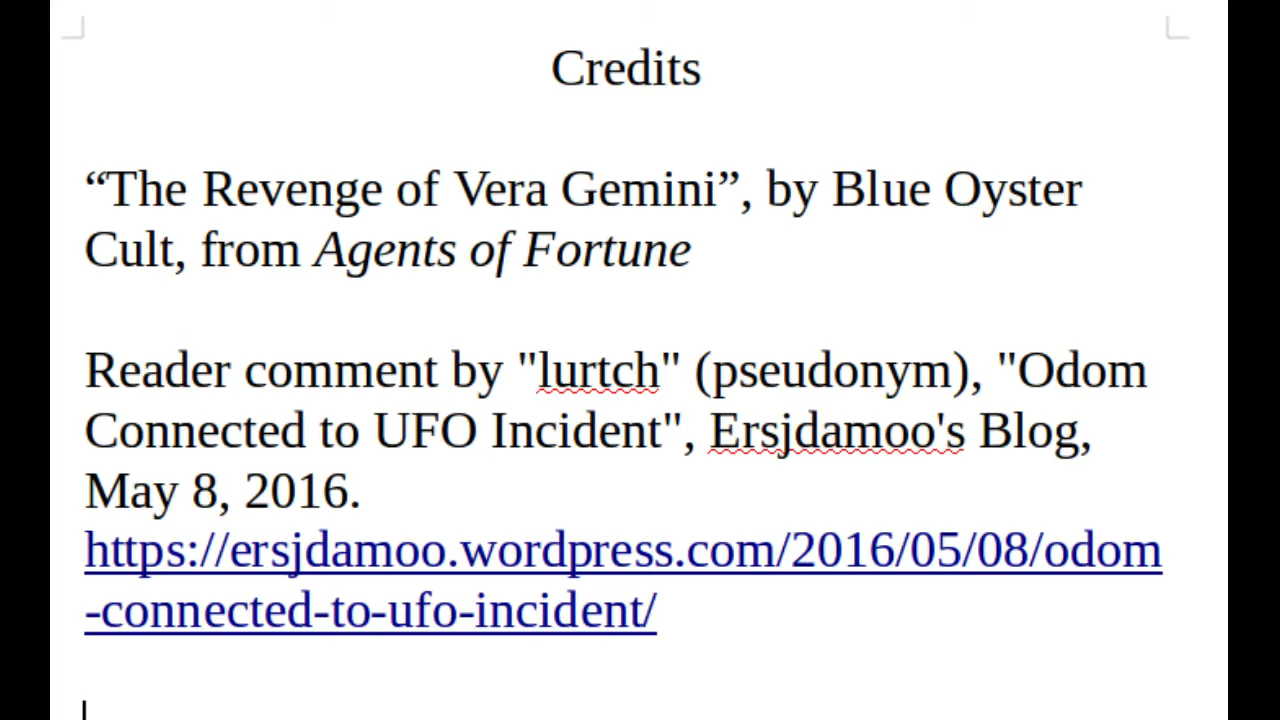 Credits
“The Revenge of Vera Gemini”, by Blue Oyster
Cult, from Agents of Fortune
Reader comment by "lurtch" (pseudonym), "Odom
Connected to UFO Incident", Ersjdamoo's Blog,
May 8, 2016.
https://ersjdamoo.wordpress.com/2016/05/08/odom
-connected-to-ufo-incident/